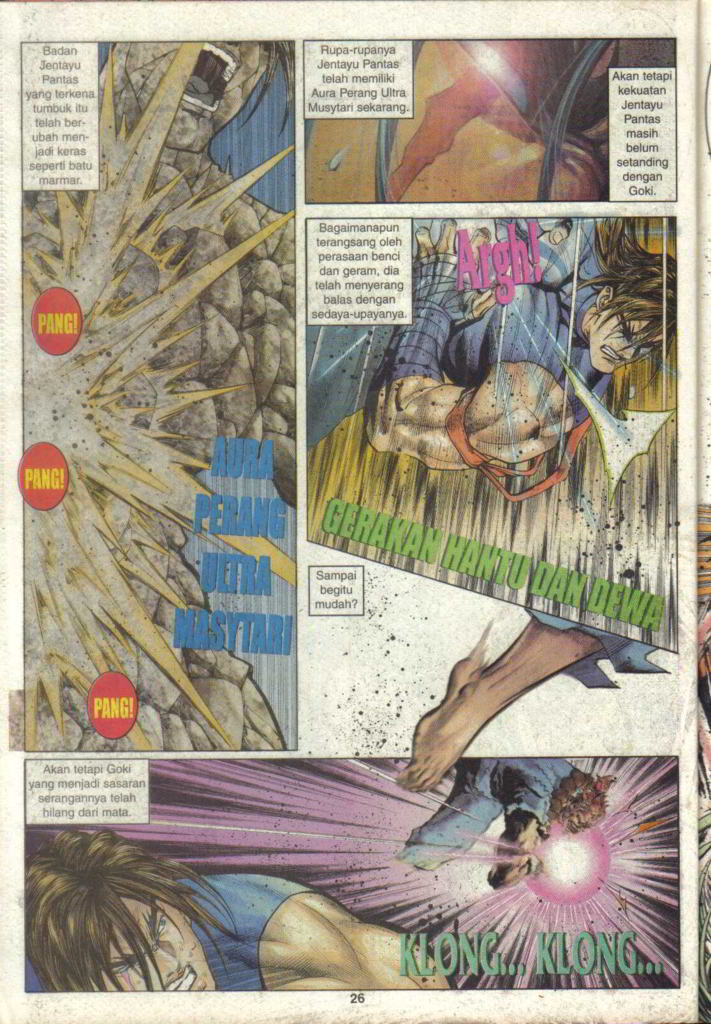 Badan
Jentayu
Pantas
yang terkena
tumbuk itu
telah ber-
ubah men-
jadi keras
seperti batu
marmar.
PANG!
PANG!
PANG!
AURA
PERANG
ULTRA
MASYTARI
Rupa-rupanya
Jentayu Pantas
telah memiliki
Aura Perang Ultra
Musytari sekarang.
Akan tetapi
kekuatan
Jentayu
Pantas
masih
belum
setanding
dengan
Goki.
Bagaimanapun
terangsang oleh
perasaan benci
dan geram, dia
telah menyerang
balas dengan
sedaya-upayanya.
Argh!
GERAKAN HANTU DAN DEWA
Sampai
begitu
mudah?
Akan tetapi Goki
yang menjadi sasaran
serangannya telah
hilang dari mata.
KLONG... KLONG...
26